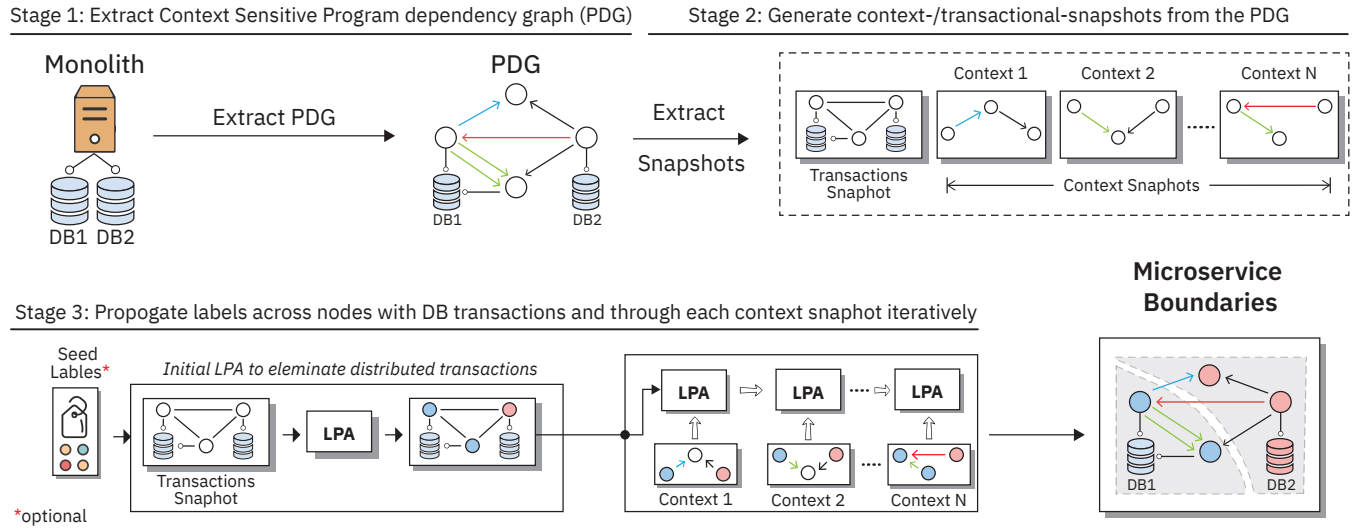 Stage 1: Extract Context Sensitive Program dependency graph (PDG)
Stage 2: Generate context-/transactional-snapshots from the PDG
Monolith
PDG
Extract PDG
DB1 DB2
DB1
DB2
Extract
Snapshots
Context 1
Context 2
Context N
Transactions
Snaphot
Context Snaphots
Microservice
Boundaries
Stage 3: Propogate labels across nodes with DB transactions and through each context snapshot iteratively
Seed
Lables*
Initial LPA to eleminate distributed transactions
LPA
Transactions
Snaphot
LPA
LPA
LPA
Context 1
Context 2
Context N
DB1
DB2
*optional